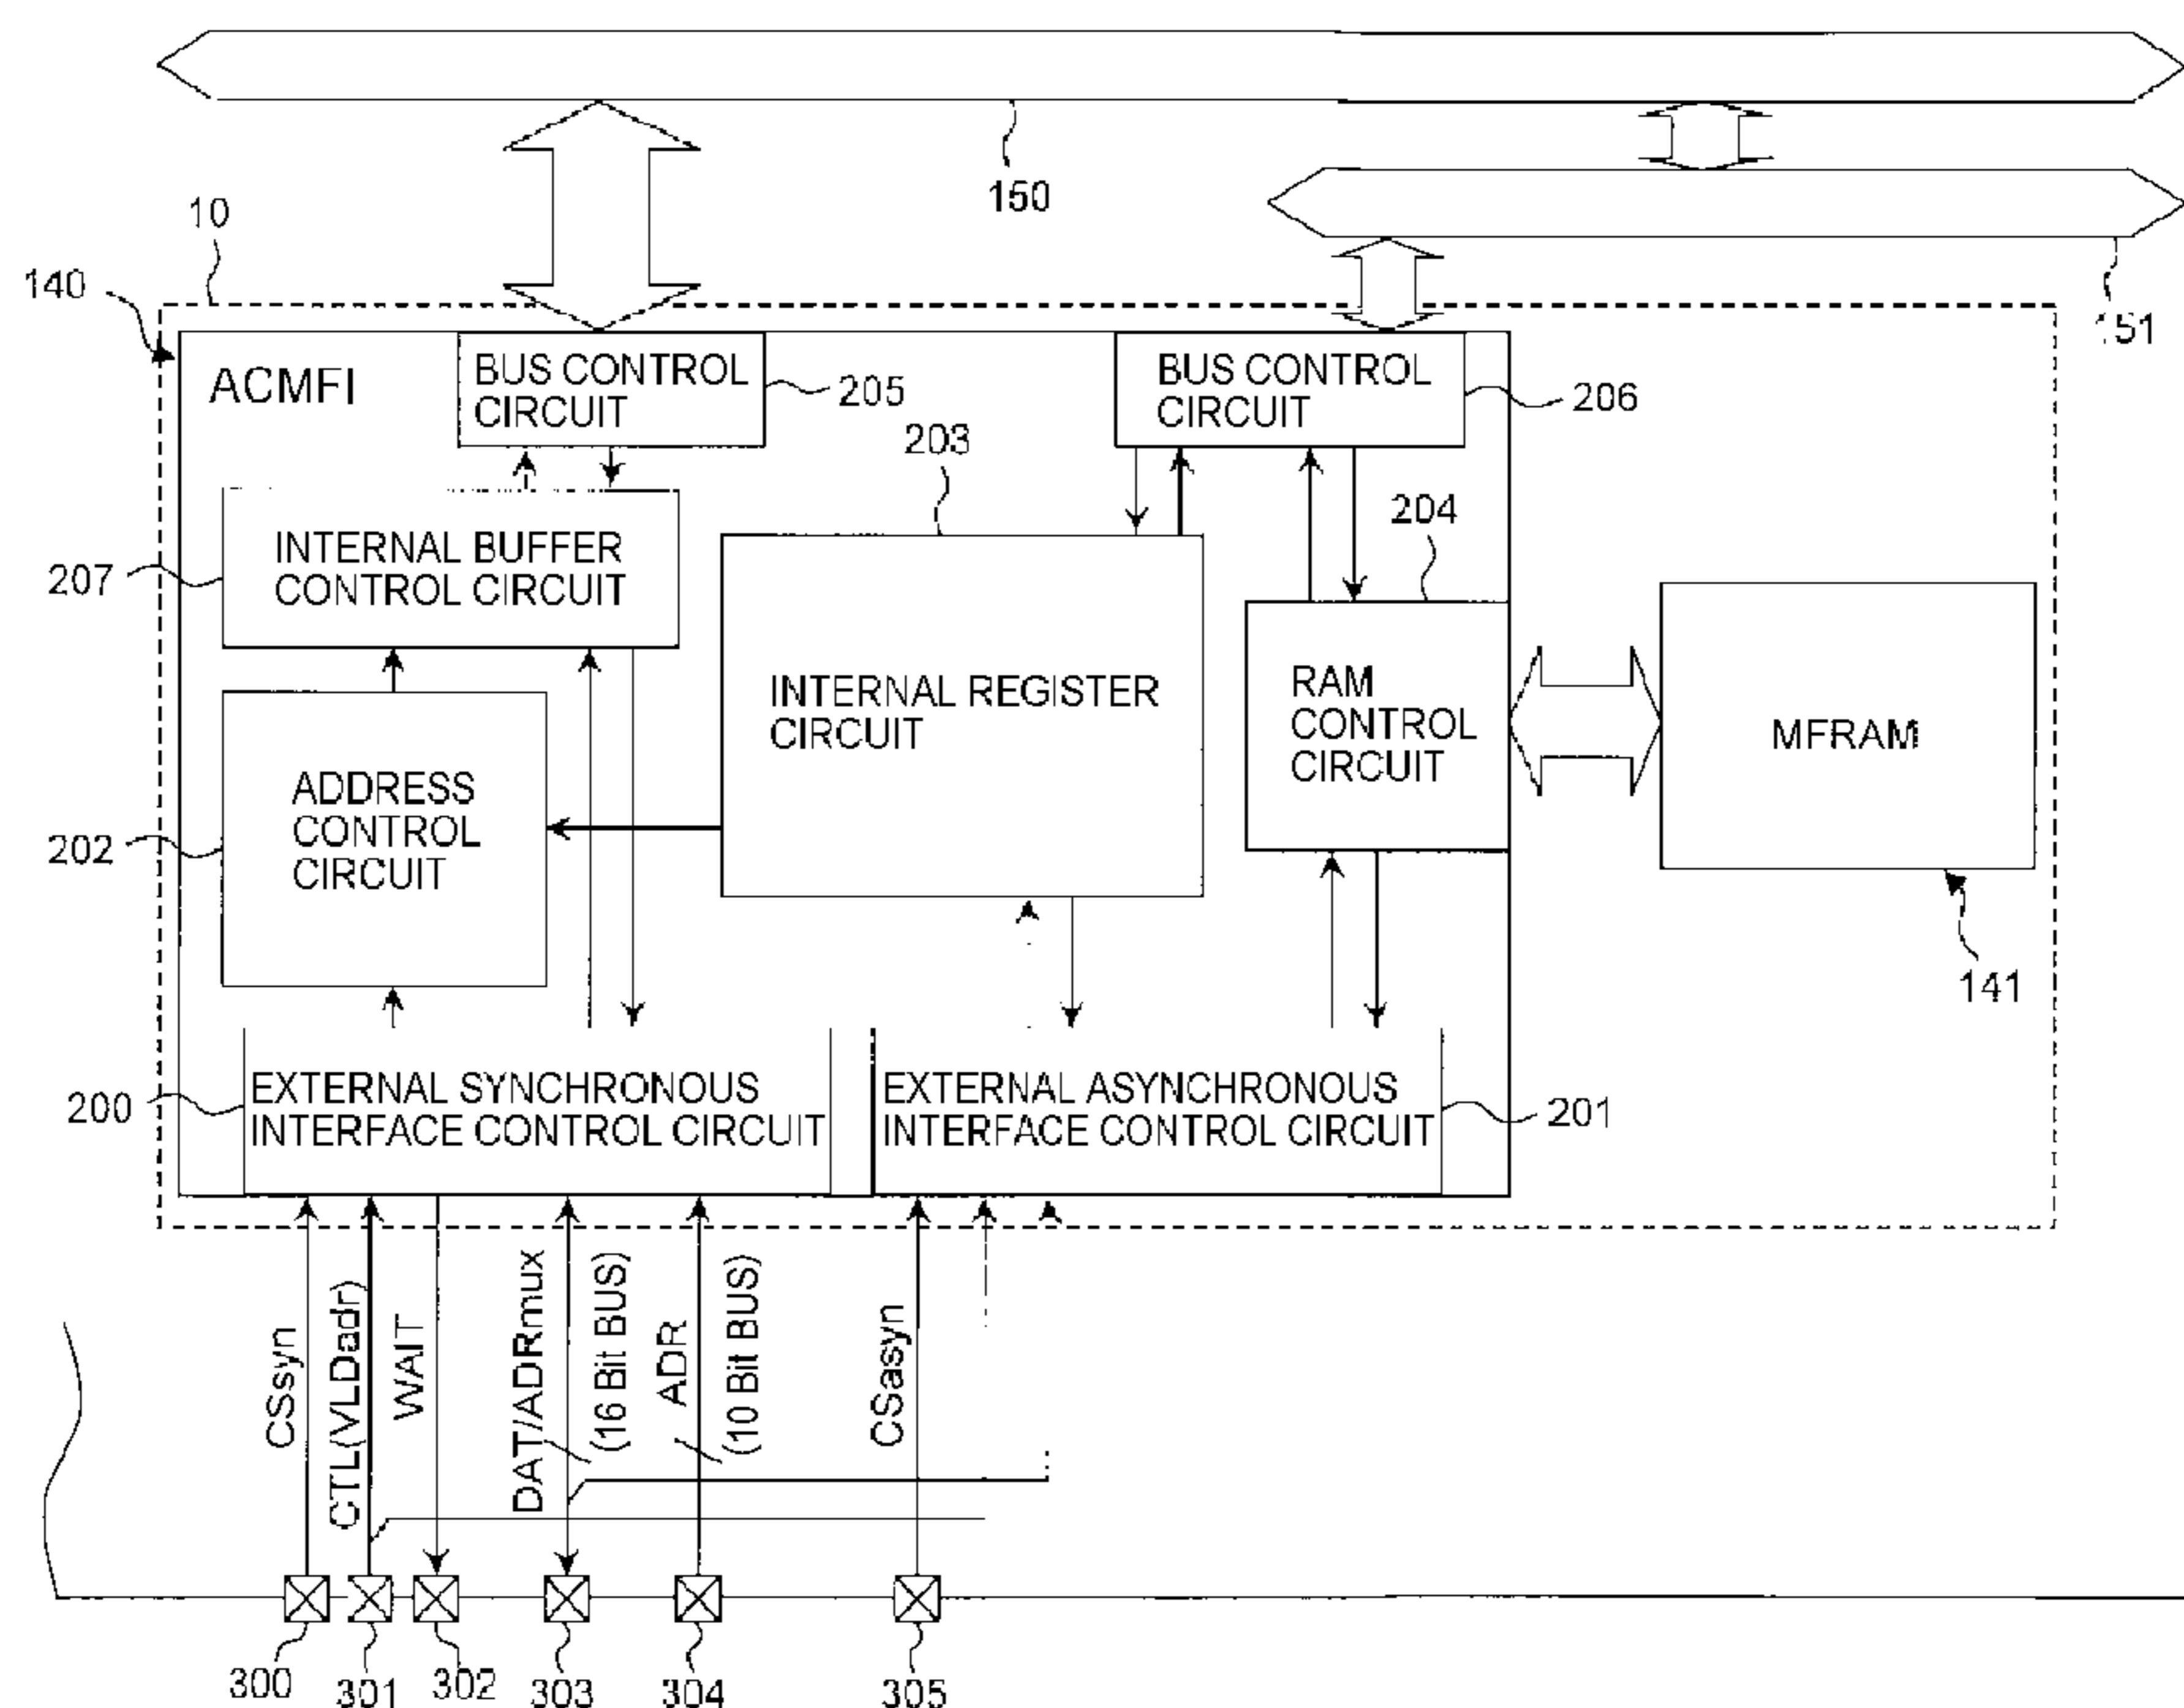 150
10
140
151
ACMFI
BUS CONTROL
CIRCUIT
205
BUS CONTROL
CIRCUIT
206
203
204
INTERNAL BUFFER
CONTROL CIRCUIT
207
INTERNAL REGISTER
CIRCUIT
RAM
CONTROL
CIRCUIT
MFRAM
ADDRESS
CONTROL
CIRCUIT
202
141
EXTERNAL SYNCHRONOUS
INTERFACE CONTROL CIRCUIT
200
EXTERNAL ASYNCHRONOUS
INTERFACE CONTROL CIRCUIT
201
CSsyn
CTL(VLDadr)
WAIT
DAT/ADRmux
(16 Bit BUS)
ADR
(10 Bit BUS)
CSasyn
300
301
302
303
304
305